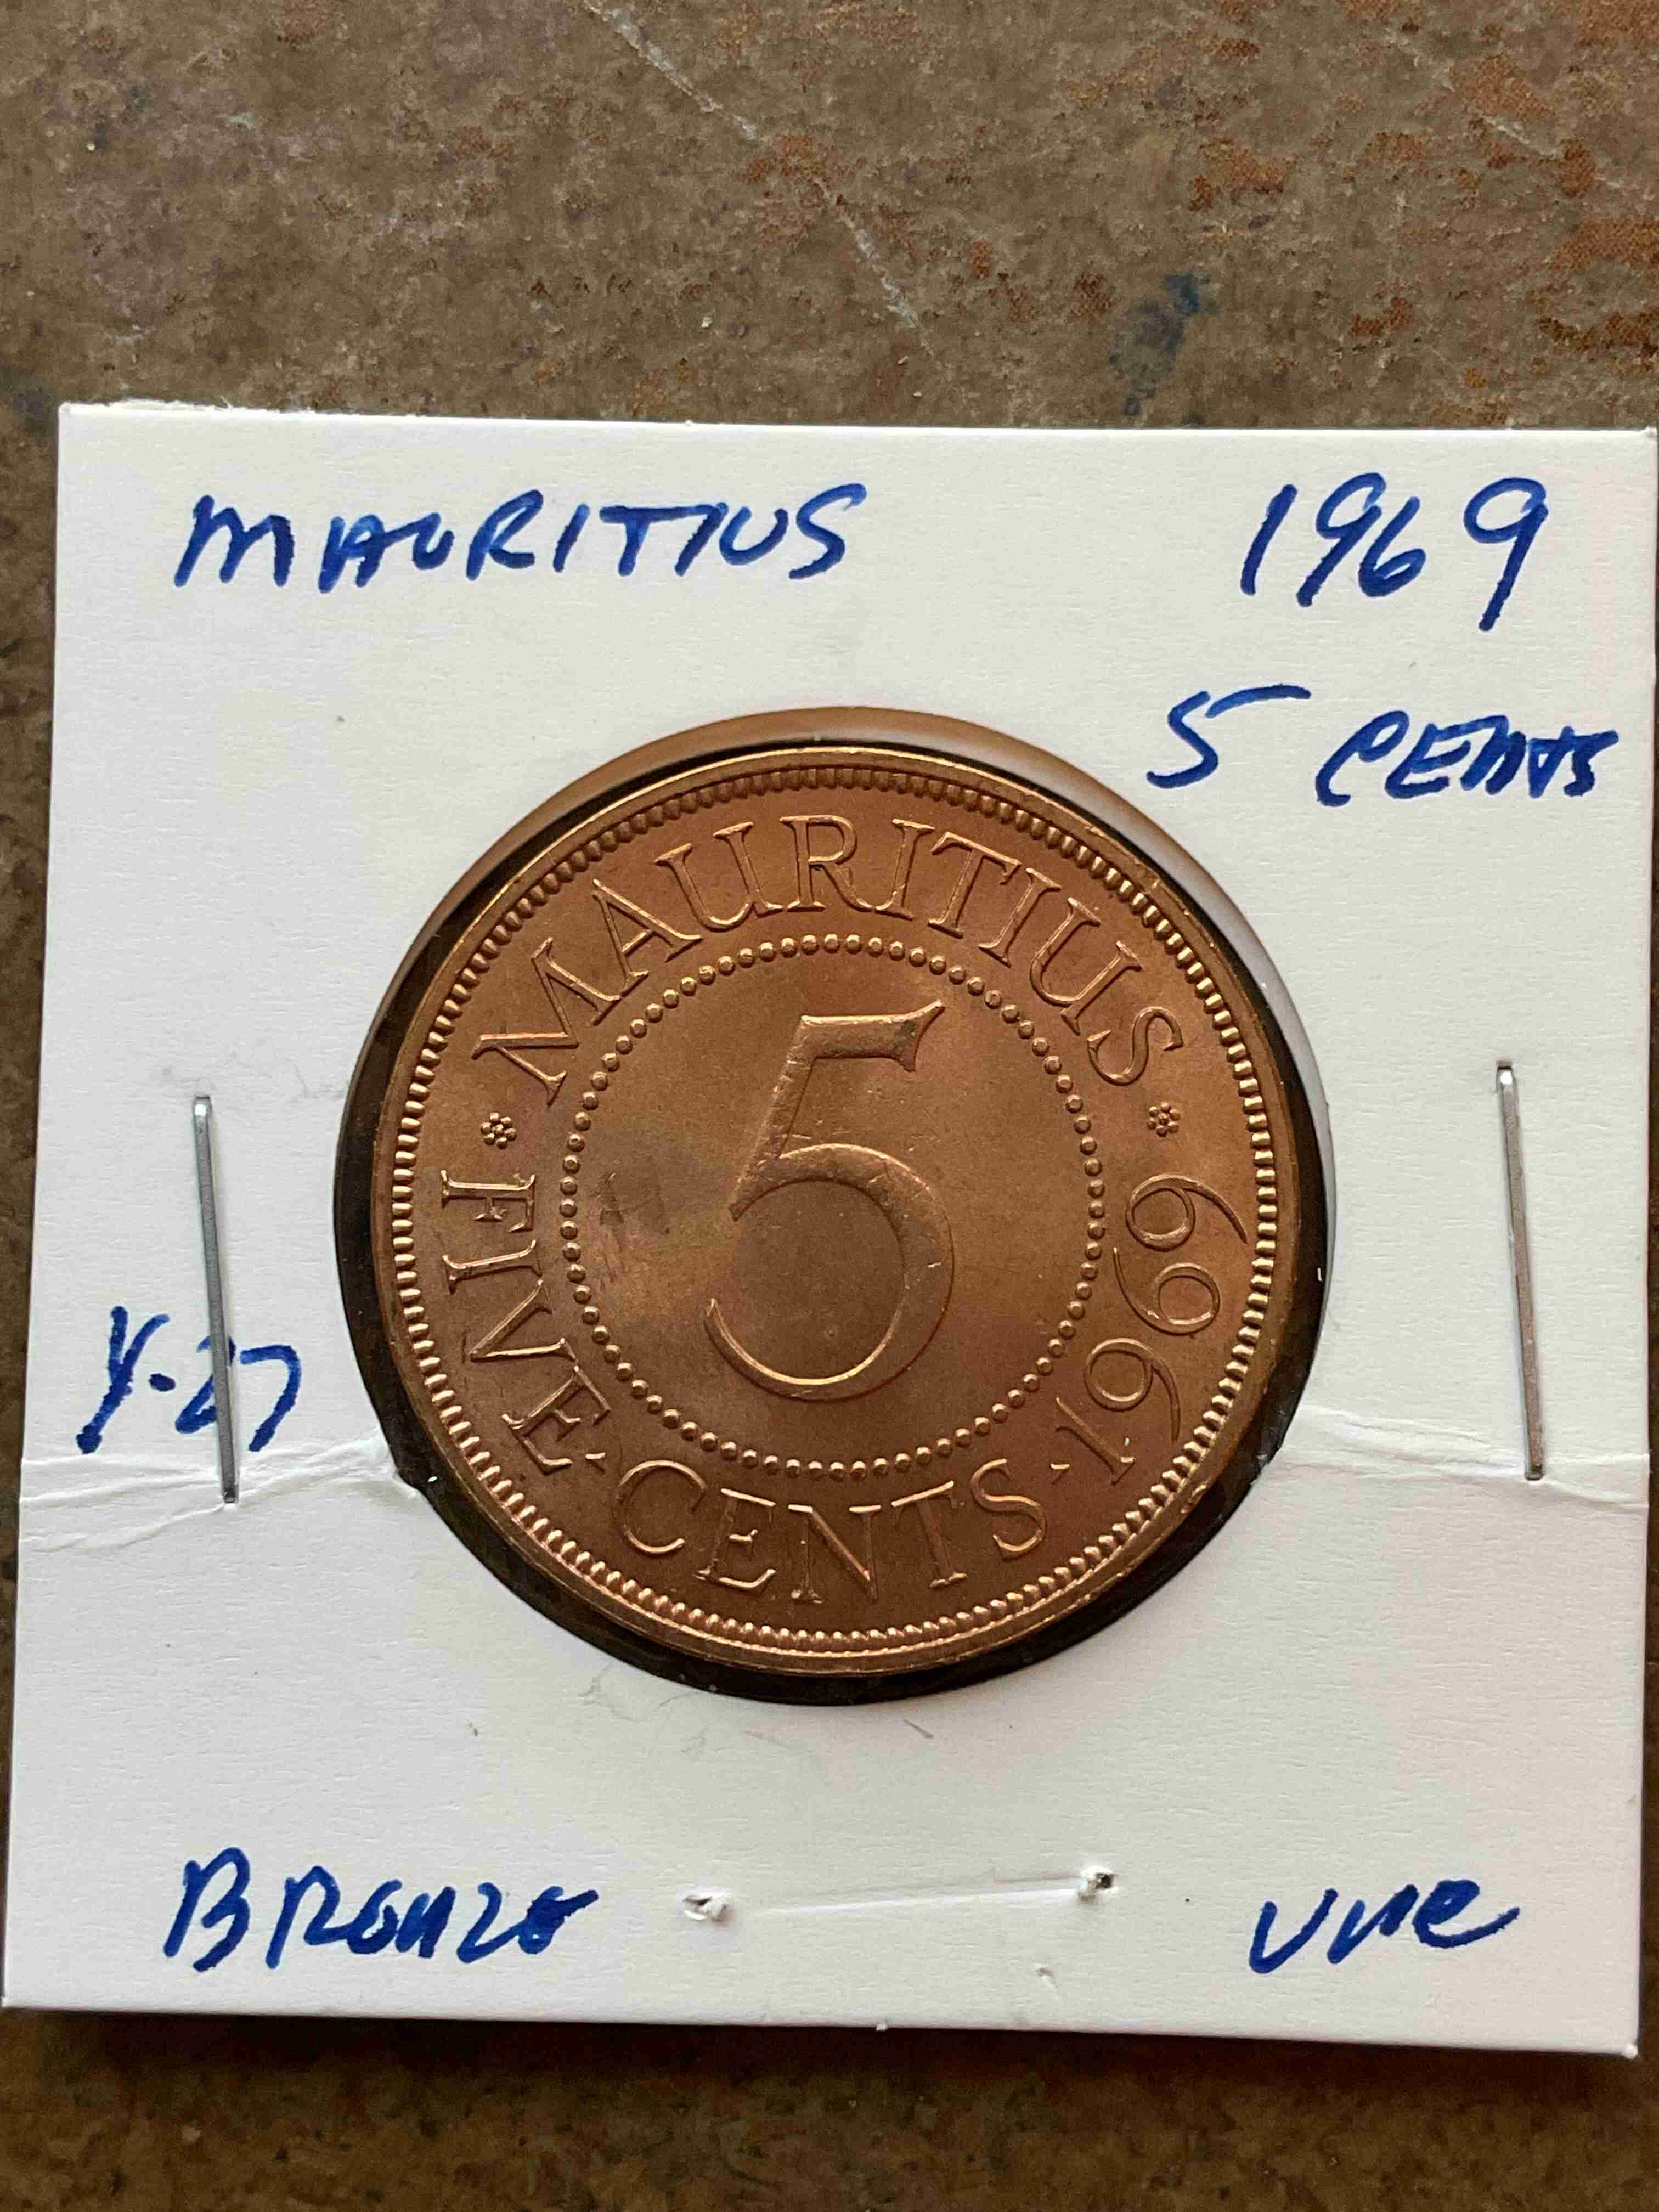 MAURITIUS 1969
5 CENTS
MAURITIUS
1969
FIVE·CENTS
5
Y-27
BRONZE UNC